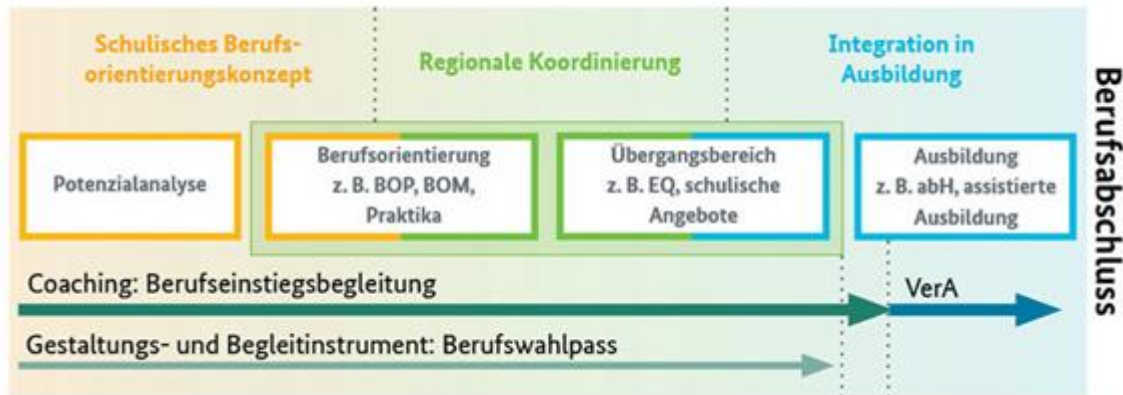 Schulisches Berufs-
orientierungskonzept
Regionale Koordinierung
Integration in
Ausbildung
Potenzialanalyse
Berufsorientierung
z. B. BOP, BOM,
Praktika
Übergangsbereich
z. B. EQ, schulische
Angebote
Ausbildung
z. B. abH, assistierte
Ausbildung
Berufsabschluss
Coaching: Berufseinstiegsbegleitung
VerA
Gestaltungs- und Begleitinstrument: Berufswahlpass